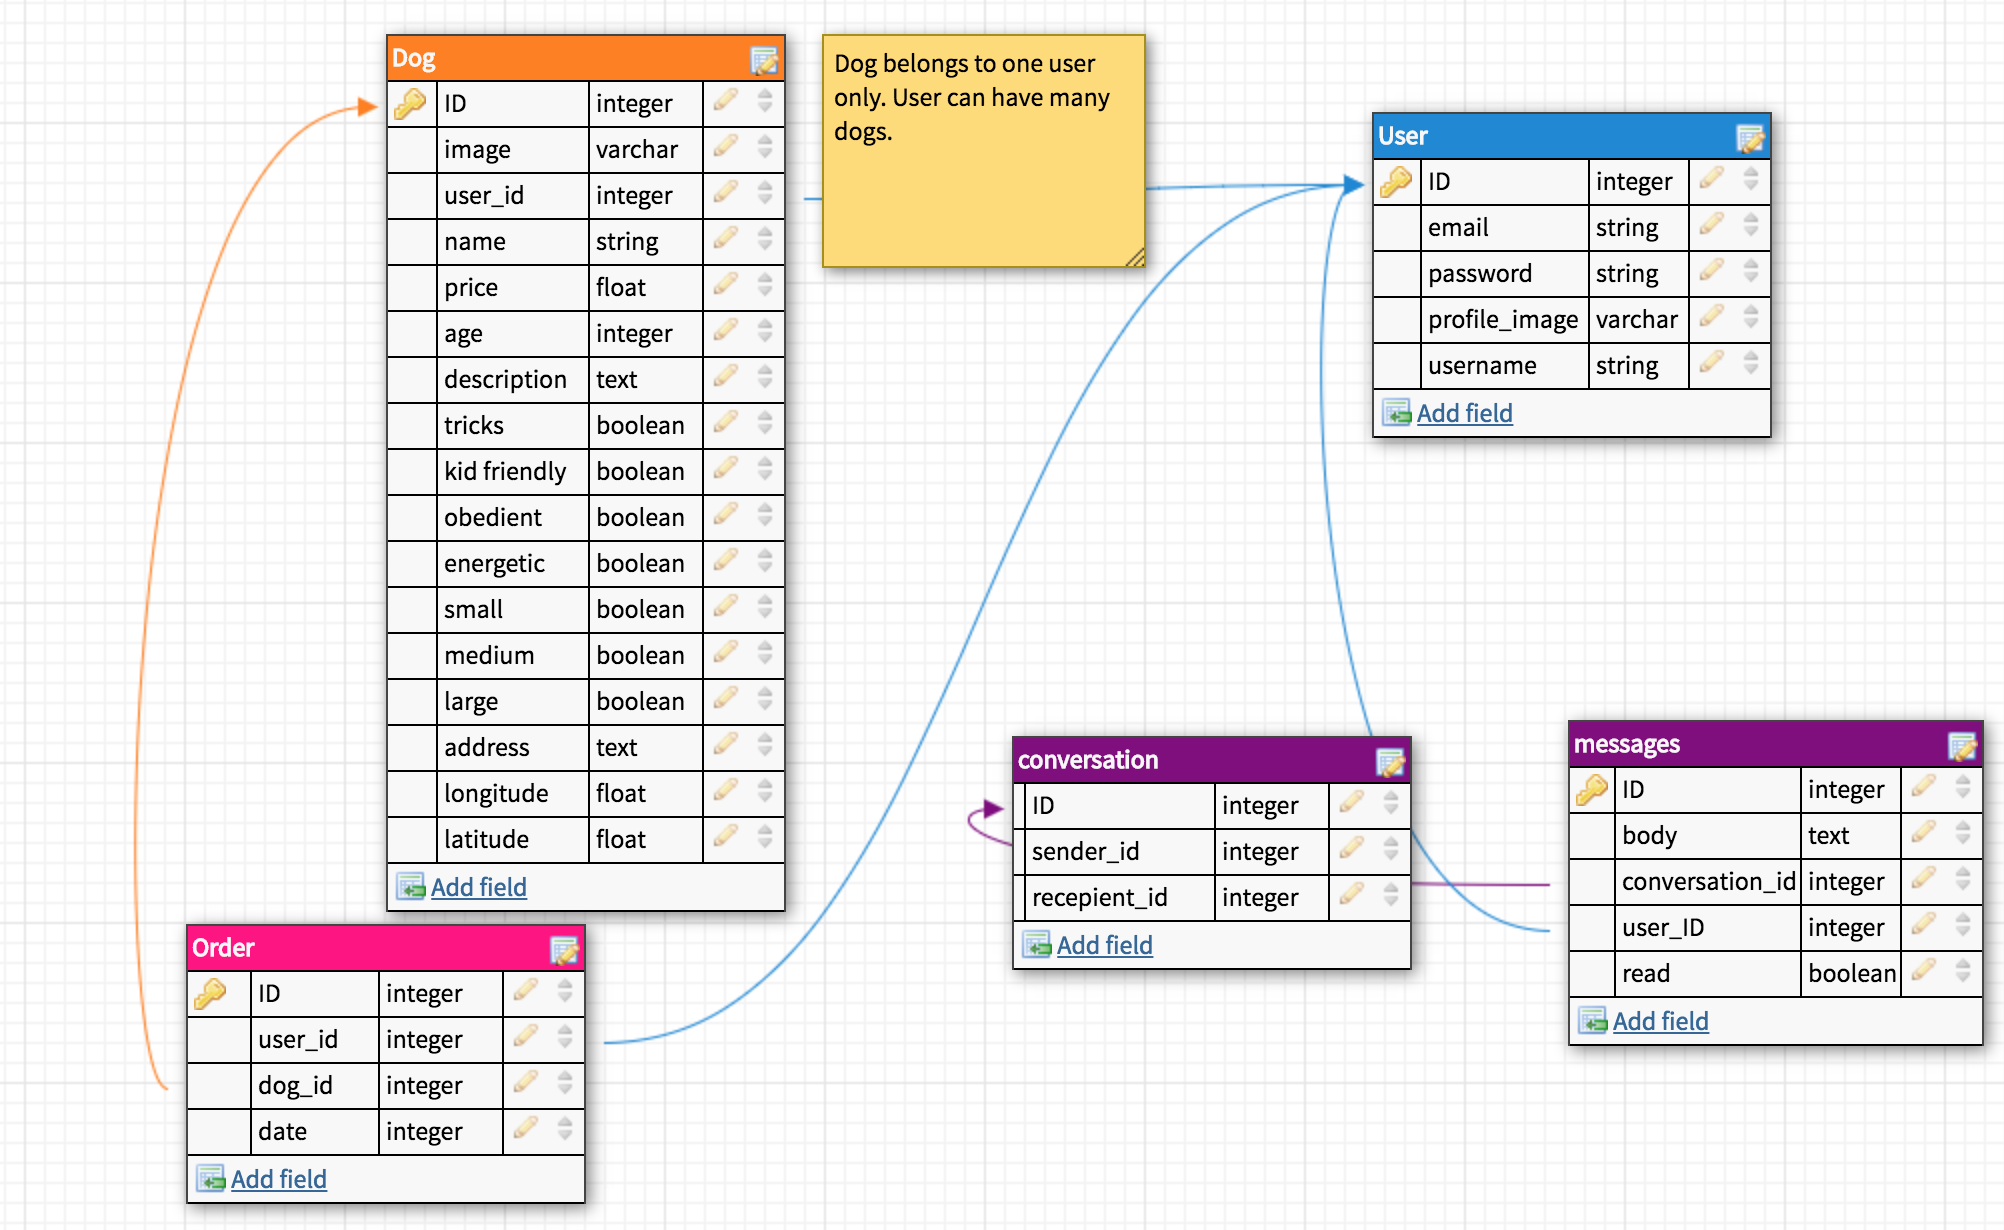 Dog
ID integer
image varchar
user_id integer
name string
price float
age integer
description text
tricks boolean
kid friendly boolean
obedient boolean
energetic boolean
small boolean
medium boolean
large boolean
address text
longitude float
latitude float
Add field
Dog belongs to one user
only. User can have many
dogs.
User
ID integer
email string
password string
profile_image varchar
username string
Add field
conversation
ID integer
sender_id integer
recepient_id integer
Add field
messages
ID integer
body text
conversation_id integer
user_ID integer
read boolean
Add field
Order
ID integer
user_id integer
dog_id integer
date integer
Add field